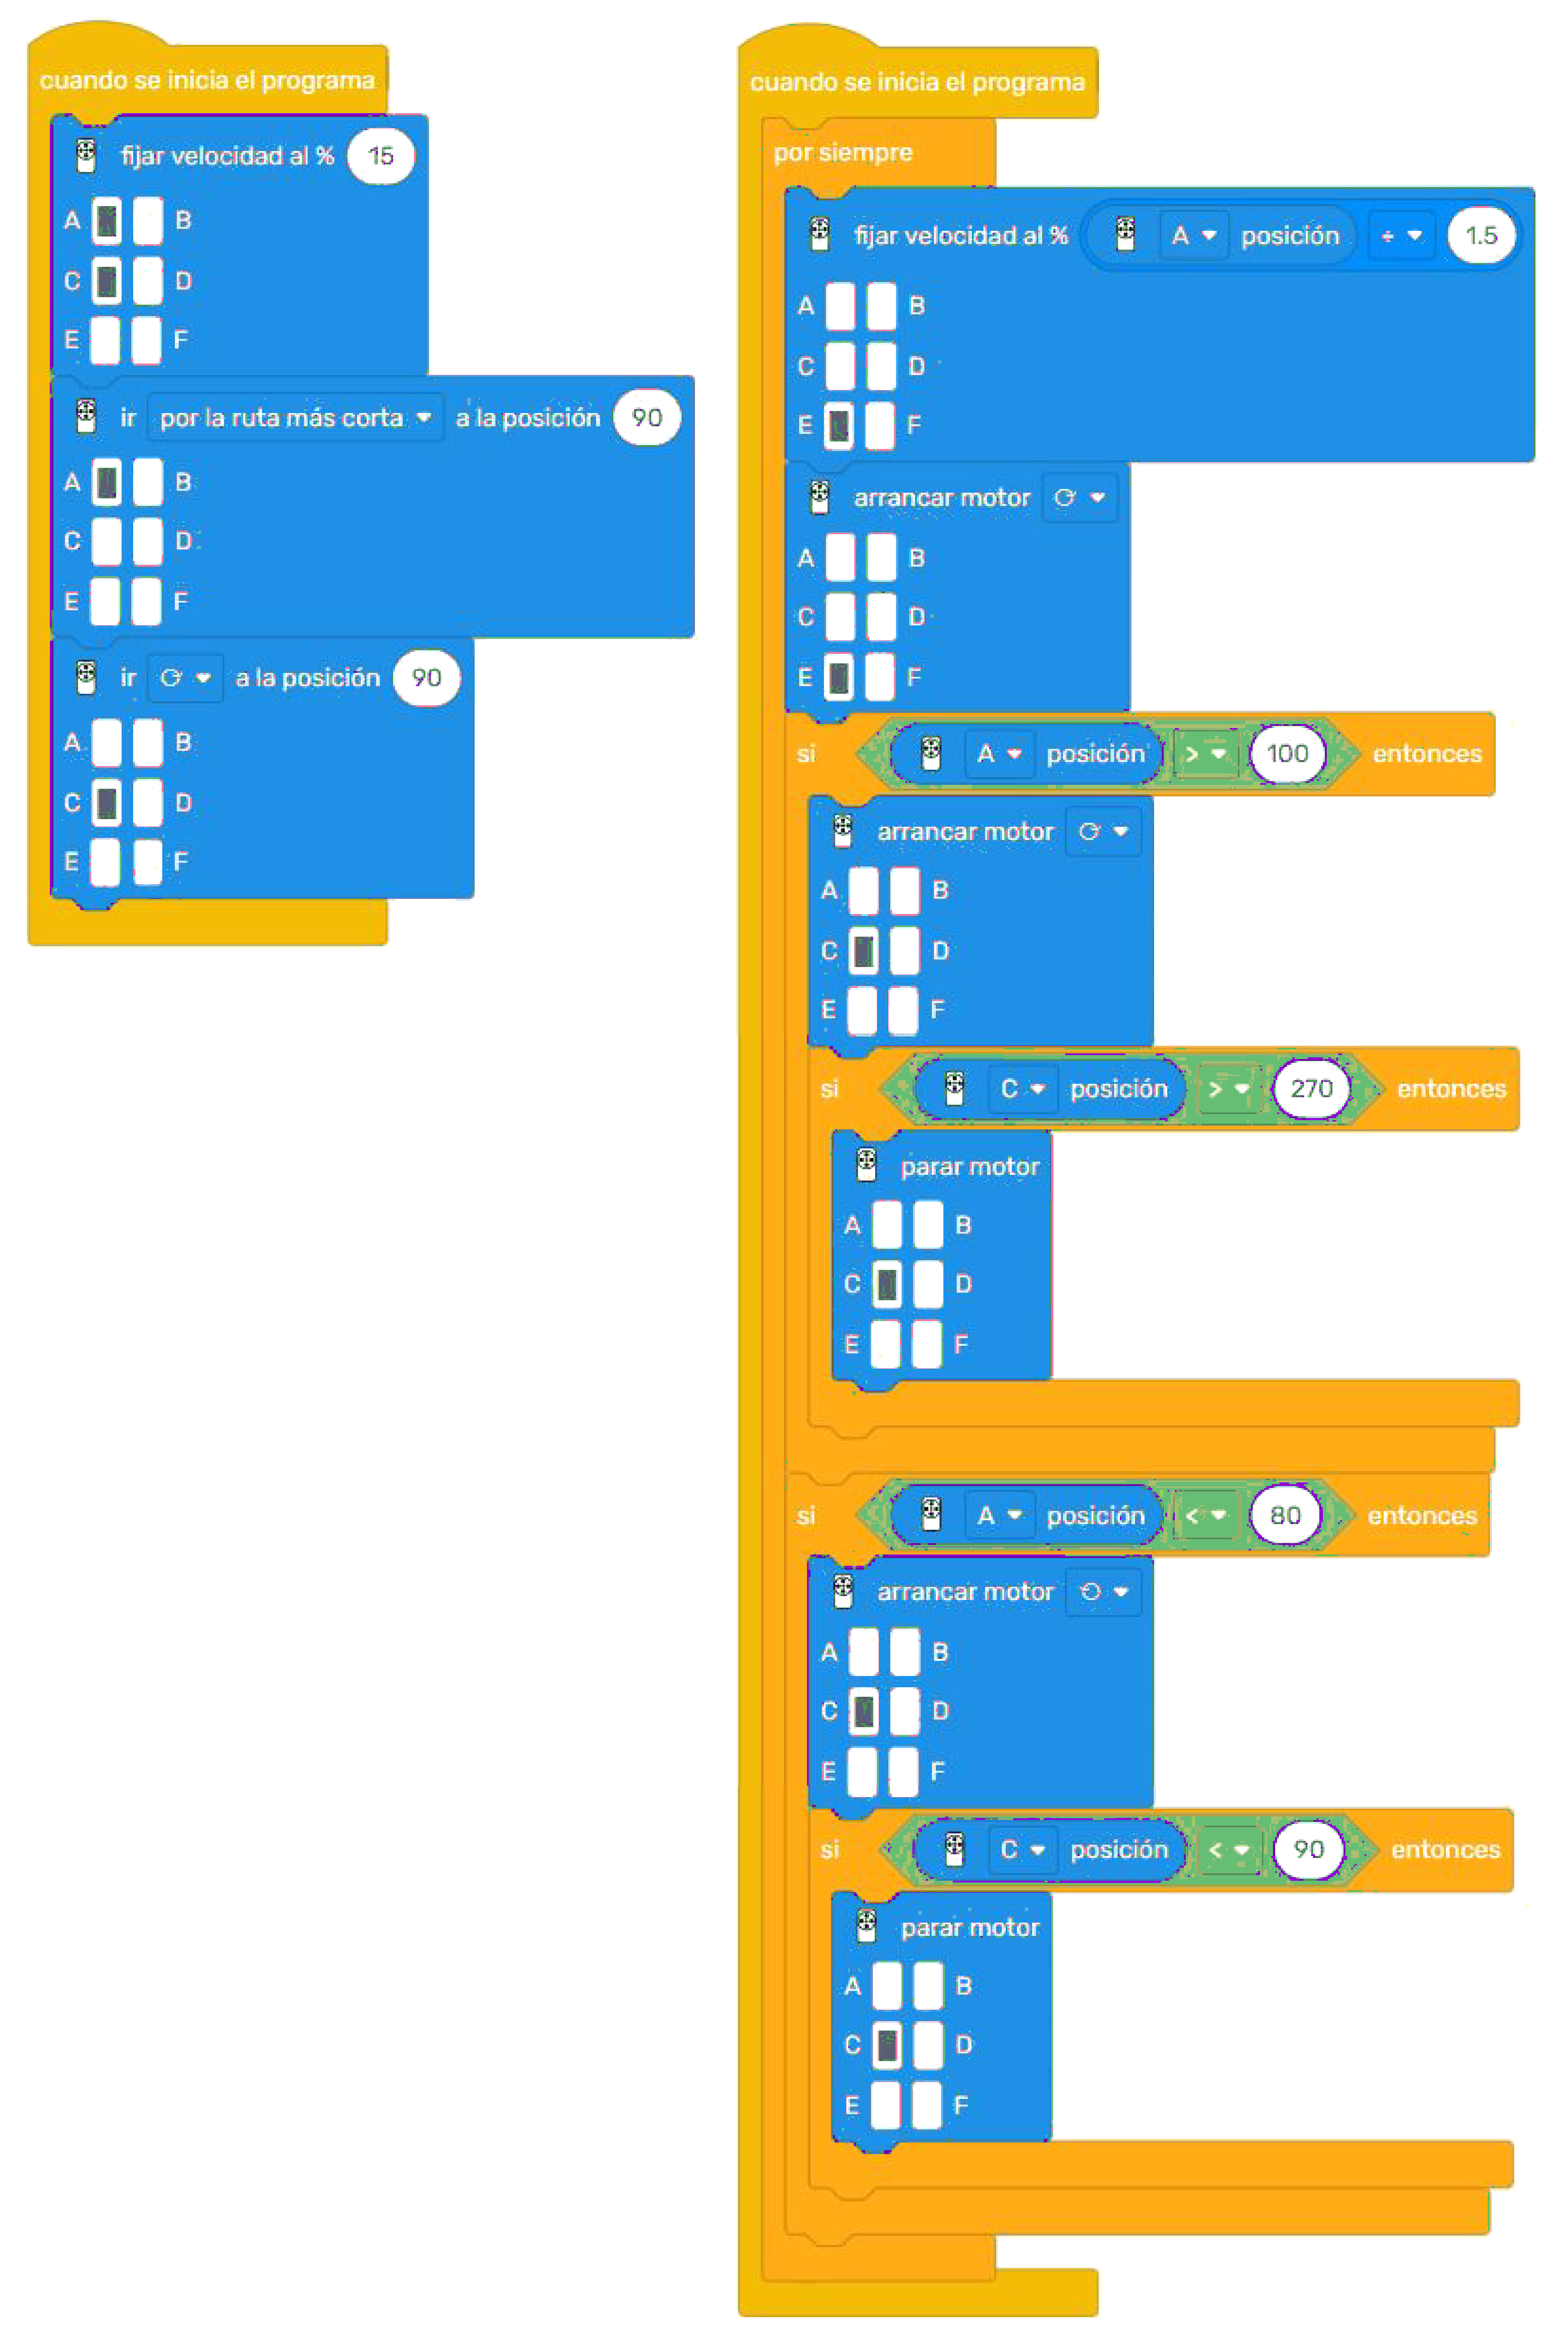 cuando se inicia el programa
fijar velocidad al % 15
A B
C D
E F
ir por la ruta más corta a la posición 90
A B
C D
E F
ir a la posición 90
A B
C D
E F
cuando se inicia el programa
por siempre
fijar velocidad al % A posición ÷ 1.5
A B
C D
E F
arrancar motor
A B
C D
E F
si A posición > 100 entonces
arrancar motor
A B
C D
E F
si C posición > 270 entonces
parar motor
A B
C D
E F
si A posición < 80 entonces
arrancar motor
A B
C D
E F
si C posición < 90 entonces
parar motor
A B
C D
E F